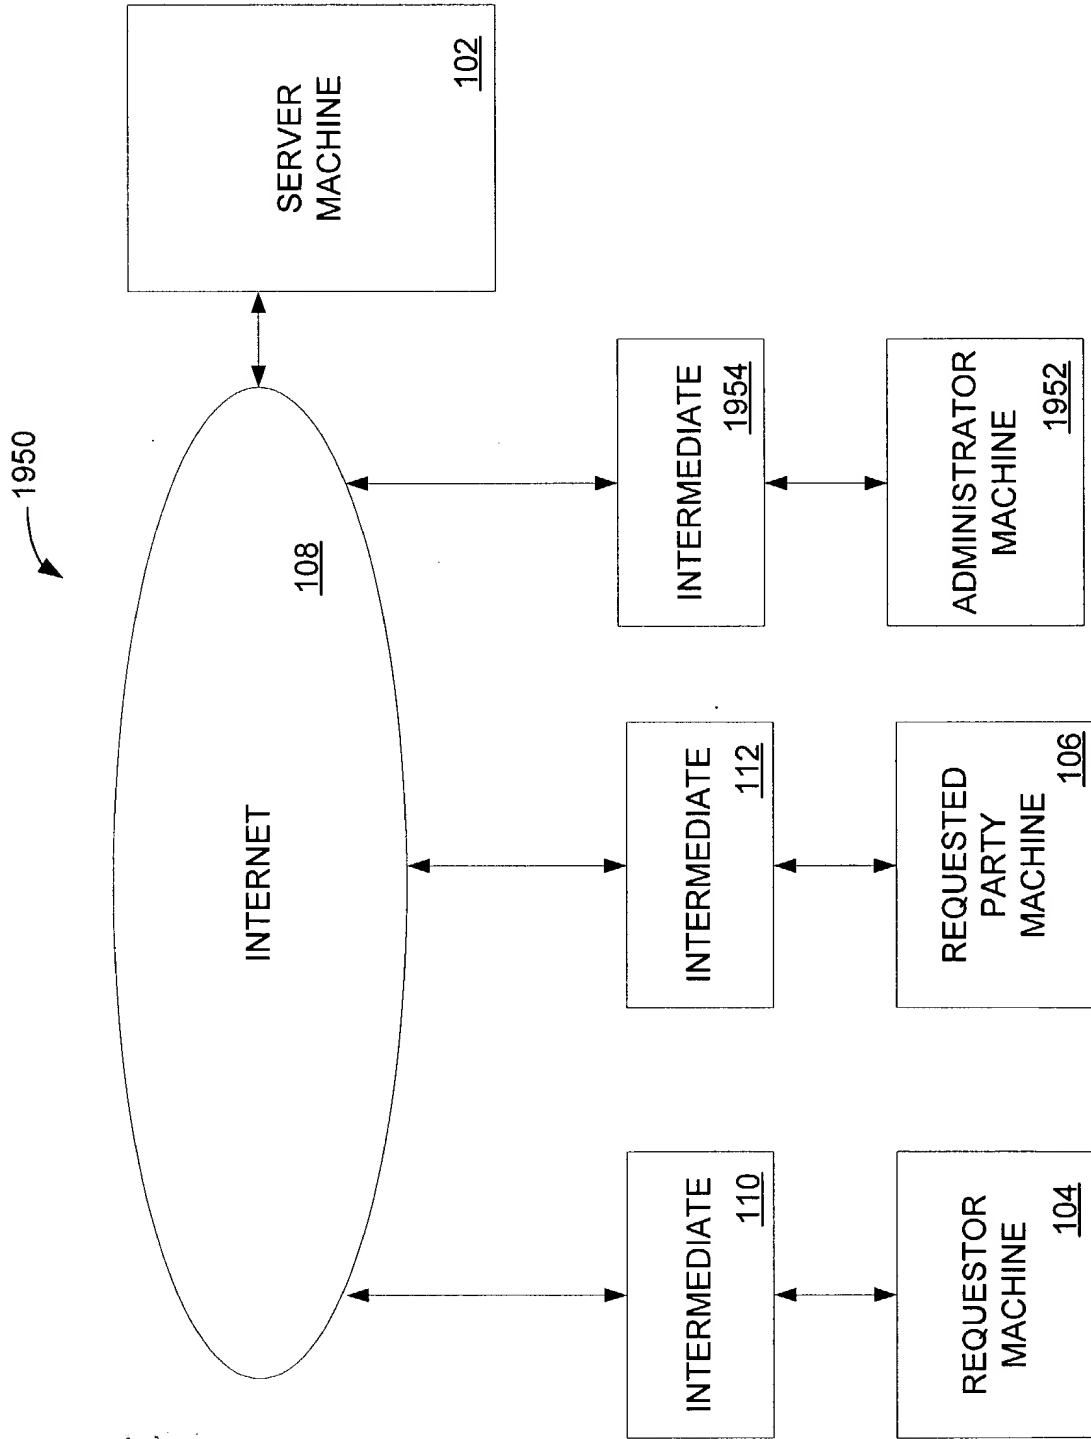 1950
INTERNET
108
SERVER
MACHINE
102
INTERMEDIATE
110
INTERMEDIATE
112
INTERMEDIATE
1954
REQUESTOR
MACHINE
104
REQUESTED
PARTY
MACHINE
106
ADMINISTRATOR
MACHINE
1952